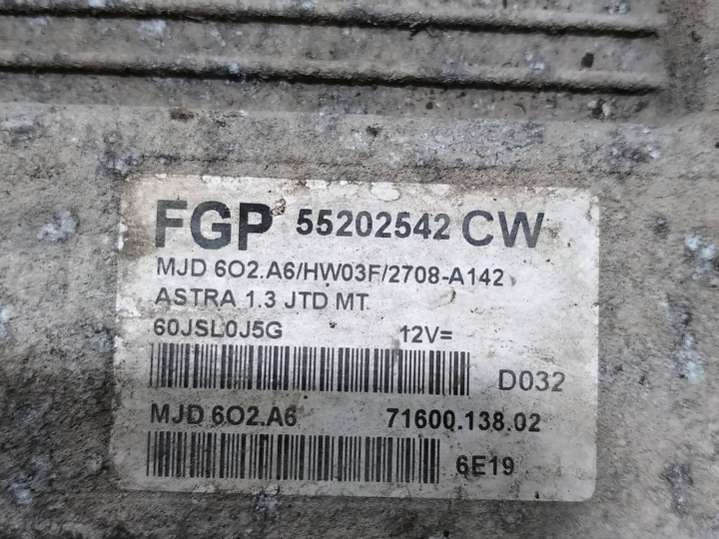 FGP 55202542 CW
MJD 6O2.A6/HW03F/2708-A142
ASTRA 1.3 JTD MT
60JSL0J5G 12V=
D032
MJD 6O2.A6 71600.138.02
6E19